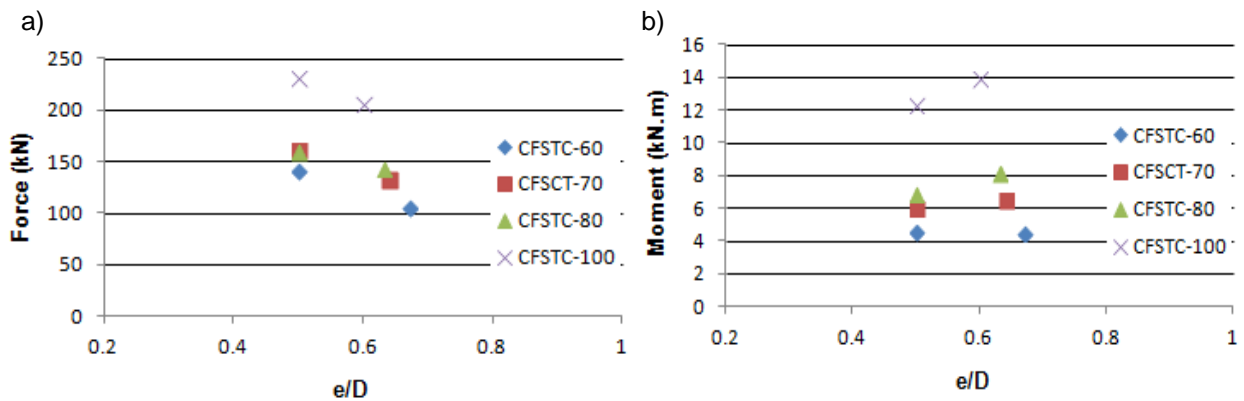 a)
Force (kN)
250
200
150
100
50
0
0.2 0.4 0.6 0.8 1
e/D
CFSTC-60
CFSCT-70
CFSTC-80
CFSTC-100
b)
Moment (kN.m)
16
14
12
10
8
6
4
2
0
0.2 0.4 0.6 0.8 1
e/D
CFSTC-60
CFSCT-70
CFSTC-80
CFSTC-100